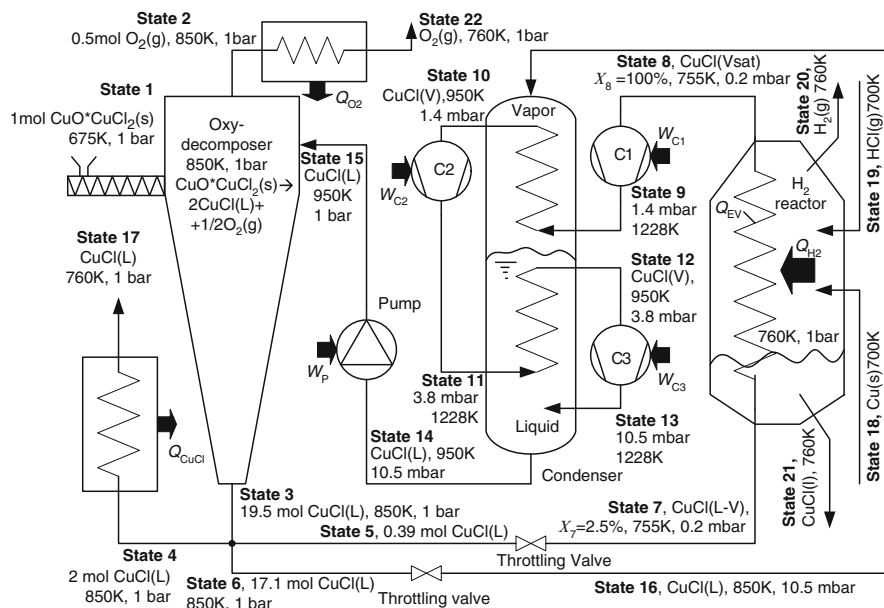 State 2
0.5mol O₂(g), 850K, 1bar
State 22
O₂(g), 760K, 1bar
Q_O2
State 1
1mol CuO*CuCl₂(s)
675K, 1 bar
Oxy-
decomposer
850K, 1bar
CuO*CuCl₂(s)→
2CuCl(L)+
+1/2O₂(g)
State 15
CuCl(L)
950K
1 bar
State 17
CuCl(L)
760K, 1 bar
Q_CuCl
Pump
W_P
State 10
CuCl(V),950K
1.4 mbar
C2
W_C2
Vapor
State 8, CuCl(Vsat)
X₈ =100%, 755K, 0.2 mbar
C1
W_C1
State 9
1.4 mbar
1228K
State 12
CuCl(V),
950K
3.8 mbar
C3
W_C3
State 11
3.8 mbar
1228K
State 13
10.5 mbar
1228K
Liquid
Condenser
State 14
CuCl(L), 950K
10.5 mbar
State 20,
H₂(g) 760K
H₂
reactor
Q_EV
Q_H2
760K, 1bar
State 19, HCl(g)700K
State 18, Cu(s)700K
State 21,
CuCl(l), 760K
State 3
19.5 mol CuCl(L), 850K, 1 bar
State 5, 0.39 mol CuCl(L)
State 7, CuCl(L-V)
X₇=2.5%, 755K, 0.2 mbar
Throttling Valve
State 4
2 mol CuCl(L)
850K, 1 bar
State 6, 17.1 mol CuCl(L)
850K, 1 bar
Throttling valve
State 16, CuCl(L), 850K, 10.5 mbar